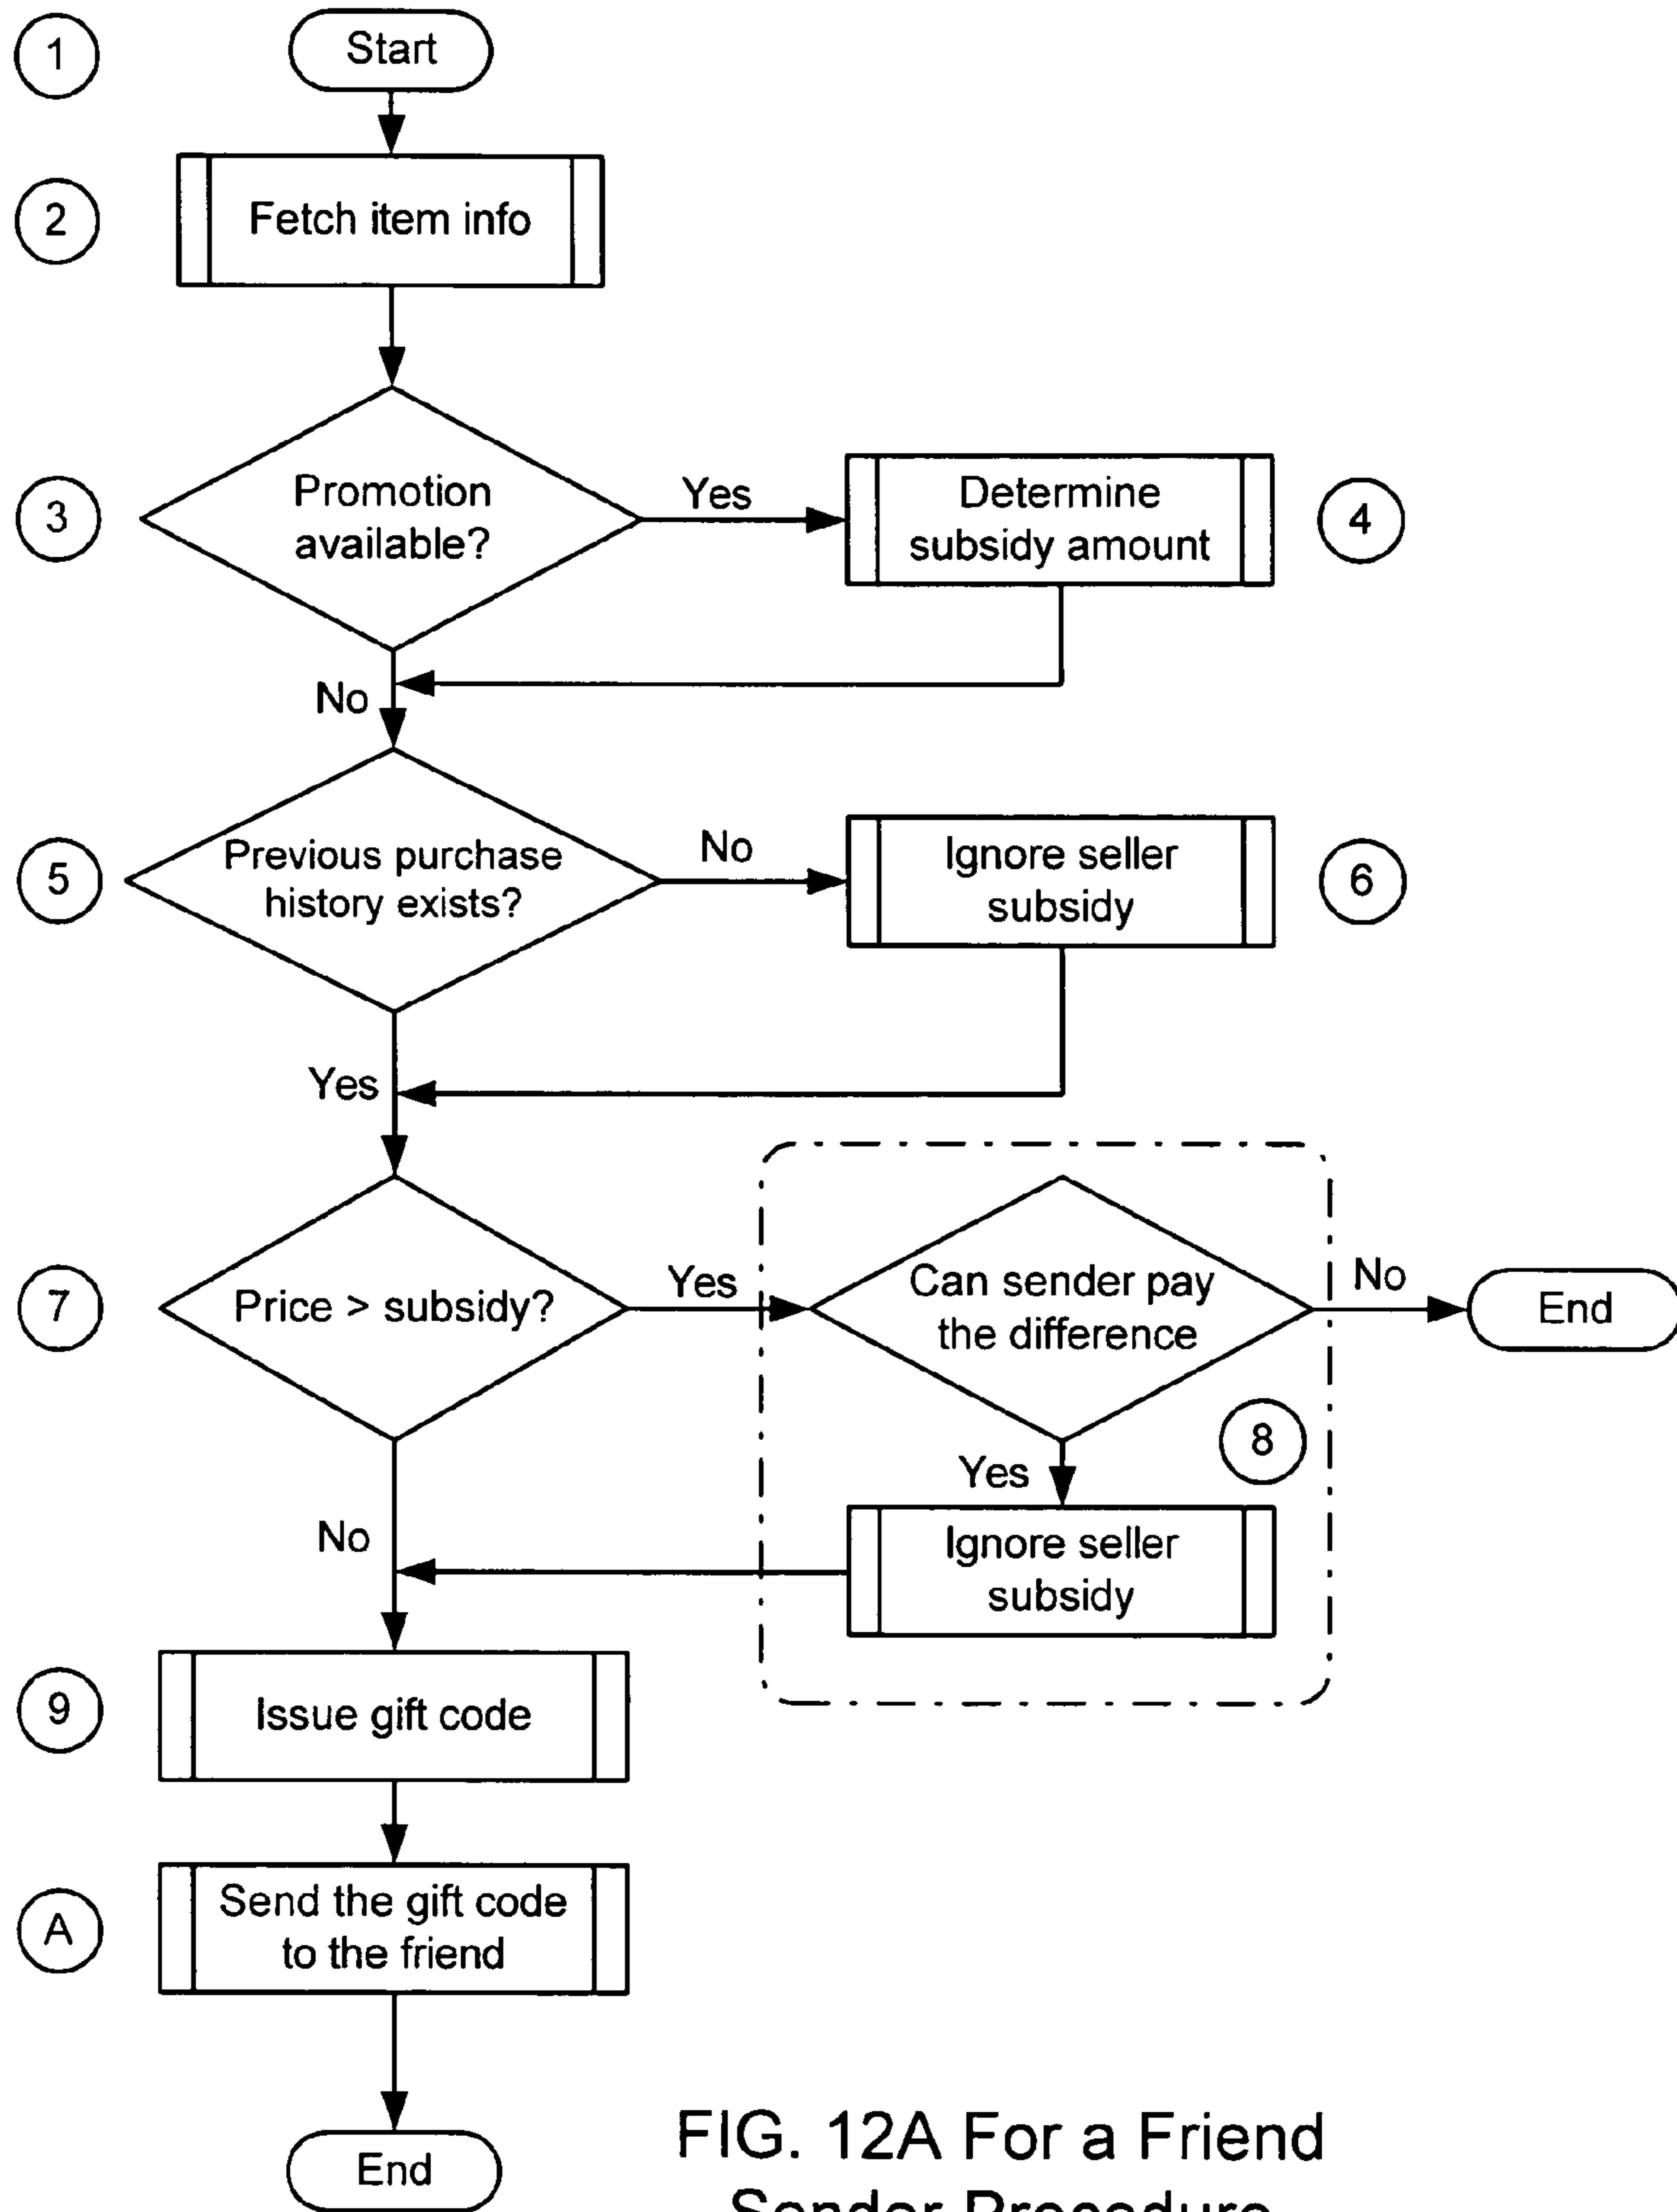 1
Start
2
Fetch item info
3
Promotion
available?
Yes
Determine
subsidy amount
4
No
5
Previous purchase
history exists?
No
Ignore seller
subsidy
6
Yes
7
Price > subsidy?
Yes
Can sender pay
the difference
No
End
8
Yes
Ignore seller
subsidy
No
9
Issue gift code
A
Send the gift code
to the friend
End
FIG. 12A For a Friend
Sender Procedure